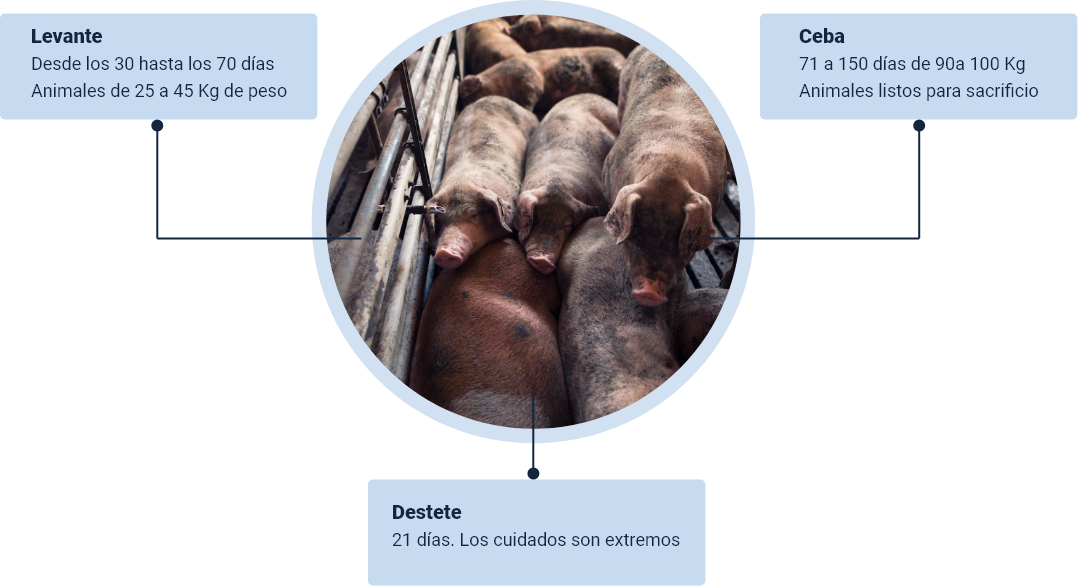 Levante
Desde los 30 hasta los 70 días
Animales de 25 a 45 Kg de peso
Ceba
71 a 150 días de 90a 100 Kg
Animales listos para sacrificio
Destete
21 días. Los cuidados son extremos